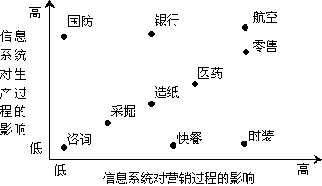 高
国防
银行
航空
信息系统对生产过程的影响
零售
医药
造纸
采掘
咨词
快餐
时装
低
低
高
信息系统对营销过程的影响